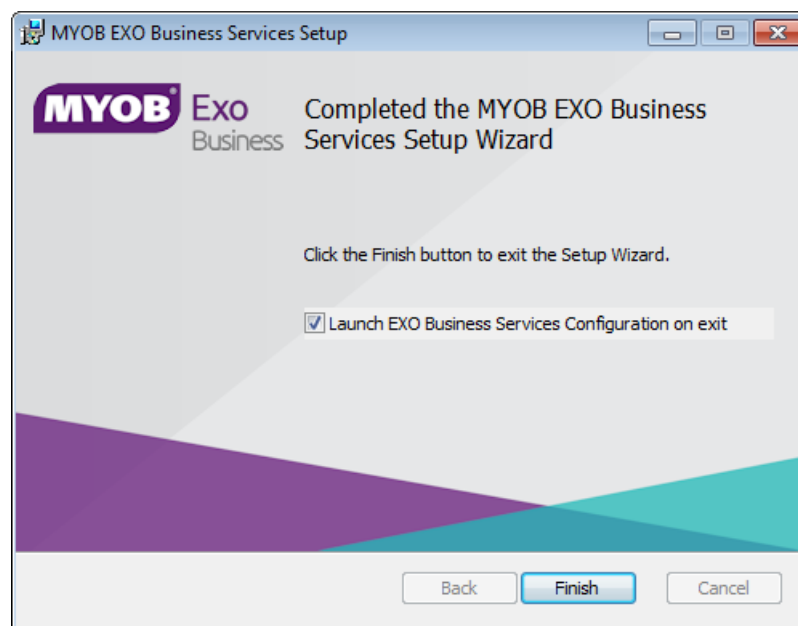 MYOB EXO Business Services Setup
MYOB Exo
Business
Completed the MYOB EXO Business
Services Setup Wizard
Click the Finish button to exit the Setup Wizard.
Launch EXO Business Services Configuration on exit
Back Finish Cancel